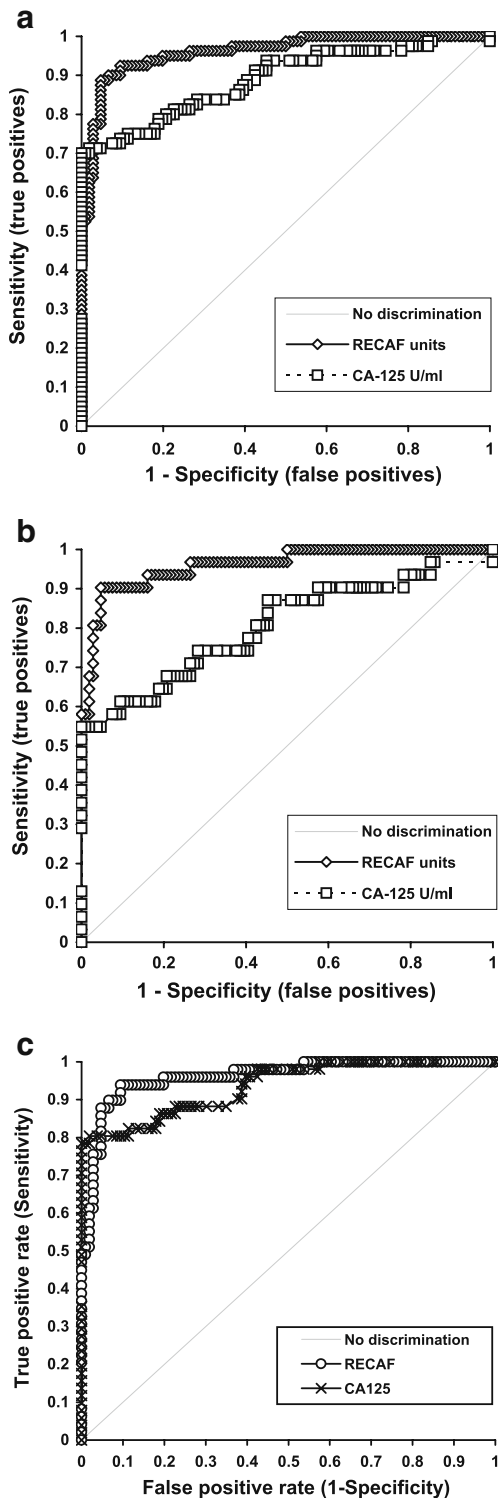 a
1
0.9
0.8
0.7
0.6
0.5
0.4
0.3
0.2
0.1
0
Sensitivity (true positives)
No discrimination
RECAF units
CA-125 U/ml
0 0.2 0.4 0.6 0.8 1
1 - Specificity (false positives)
b
1
0.9
0.8
0.7
0.6
0.5
0.4
0.3
0.2
0.1
0
Sensitivity (true positives)
No discrimination
RECAF units
CA-125 U/ml
0 0.2 0.4 0.6 0.8 1
1 - Specificity (false positives)
c
1
0.9
0.8
0.7
0.6
0.5
0.4
0.3
0.2
0.1
0
True positive rate (Sensitivity)
No discrimination
RECAF
CA125
0 0.1 0.2 0.3 0.4 0.5 0.6 0.7 0.8 0.9 1
False positive rate (1-Specificity)